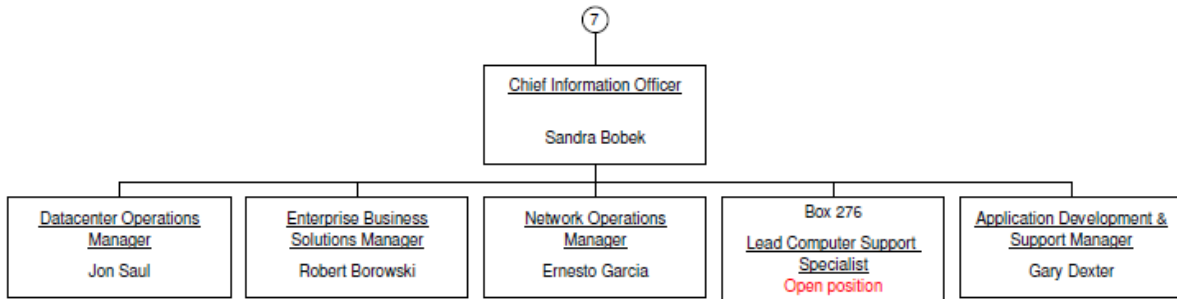 7
Chief Information Officer
Sandra Bobek
Datacenter Operations
Manager
Jon Saul
Enterprise Business
Solutions Manager
Robert Borowski
Network Operations
Manager
Ernesto Garcia
Box 276
Lead Computer Support
Specialist
Open position
Application Development &
Support Manager
Gary Dexter